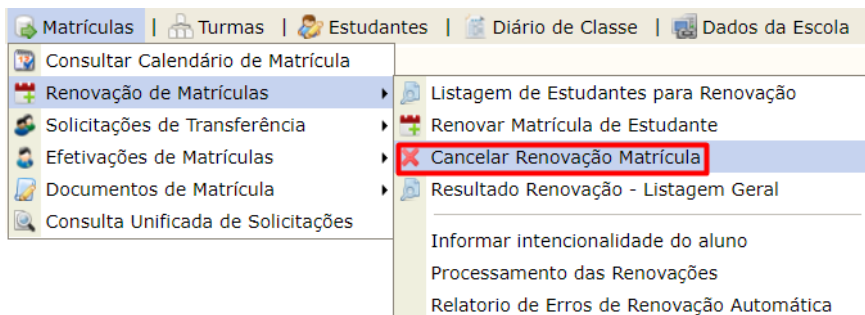 Matrículas | Turmas | Estudantes | Diário de Classe | Dados da Escola
Consultar Calendário de Matrícula
Renovação de Matrículas
Solicitações de Transferência
Efetivações de Matrículas
Documentos de Matrícula
Consulta Unificada de Solicitações
Listagem de Estudantes para Renovação
Renovar Matrícula de Estudante
Cancelar Renovação Matrícula
Resultado Renovação - Listagem Geral
Informar intencionalidade do aluno
Processamento das Renovações
Relatorio de Erros de Renovação Automática